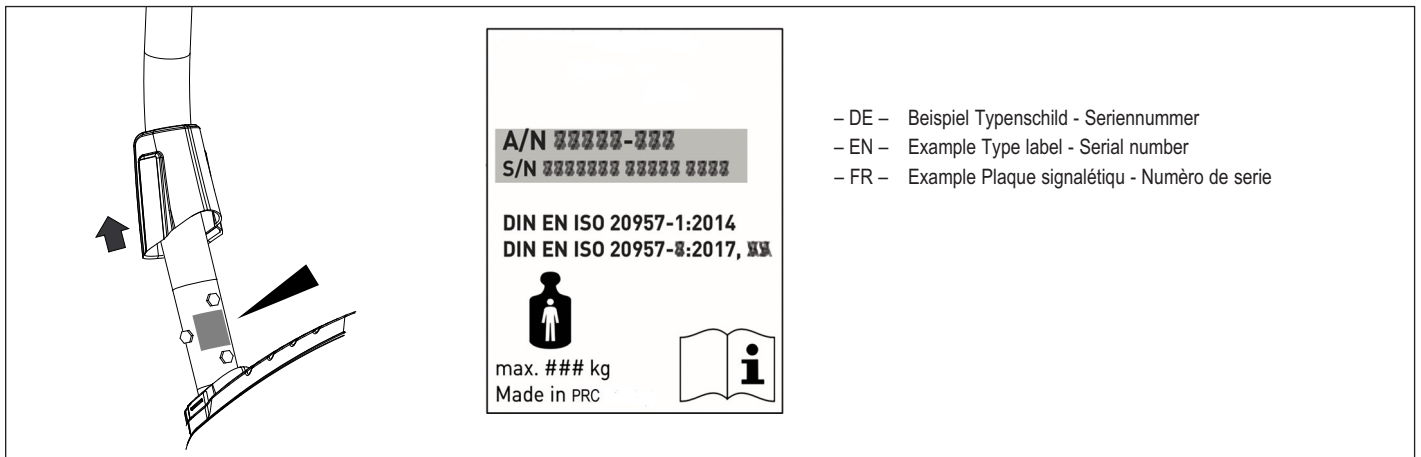 A/N
S/N
DIN EN ISO 20957-1:2014
DIN EN ISO 20957-:2017,
max. ### kg
Made in PRC
– DE – Beispiel Typenschild - Seriennummer
– EN – Example Type label - Serial number
– FR – Example Plaque signalétiqu - Numèro de serie